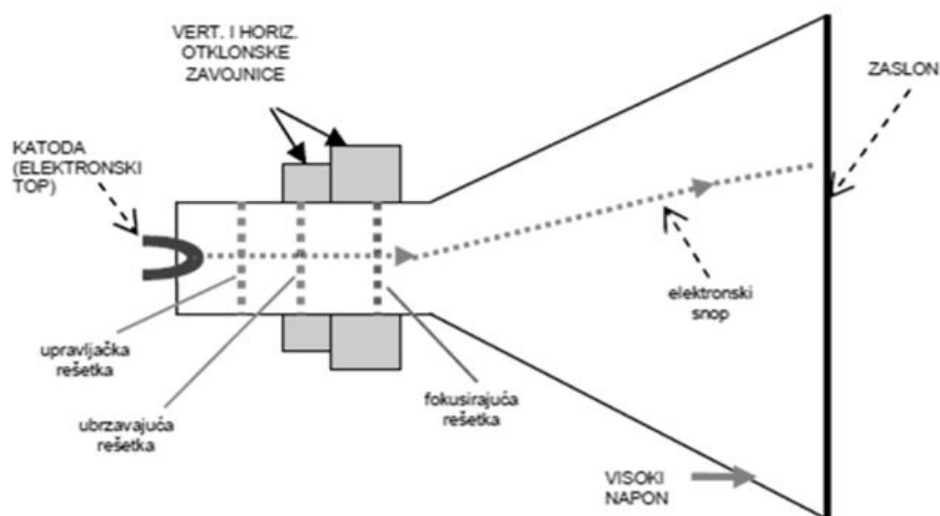 VERT. I HORIZ.
OTKLONSKE
ZAVOJNICE
ZASLON
KATODA
(ELEKTRONSKI
TOP)
elektronski
snop
upravljačka
rešetka
fokusirajuća
rešetka
ubrzavajuća
rešetka
VISOKI
NAPON